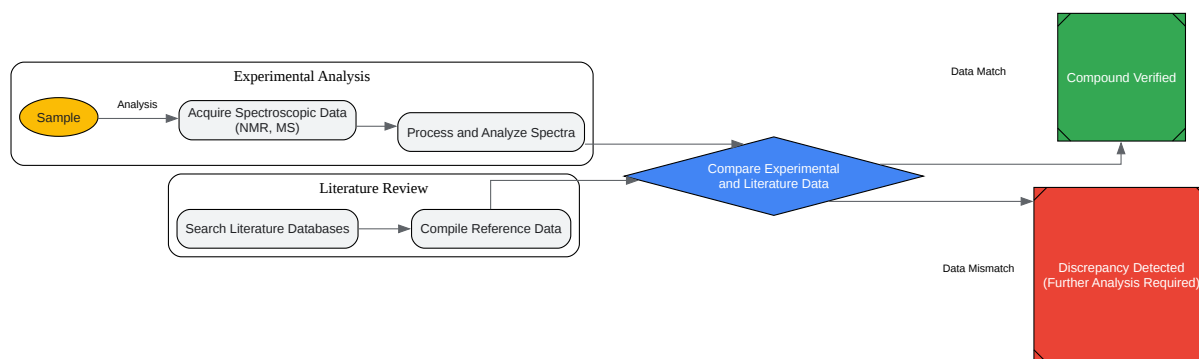 Experimental Analysis
Sample
Analysis
Acquire Spectroscopic Data
(NMR, MS)
Process and Analyze Spectra
Literature Review
Search Literature Databases
Compile Reference Data
Compare Experimental
and Literature Data
Data Match
Compound Verified
Data Mismatch
Discrepancy Detected
(Further Analysis Required)